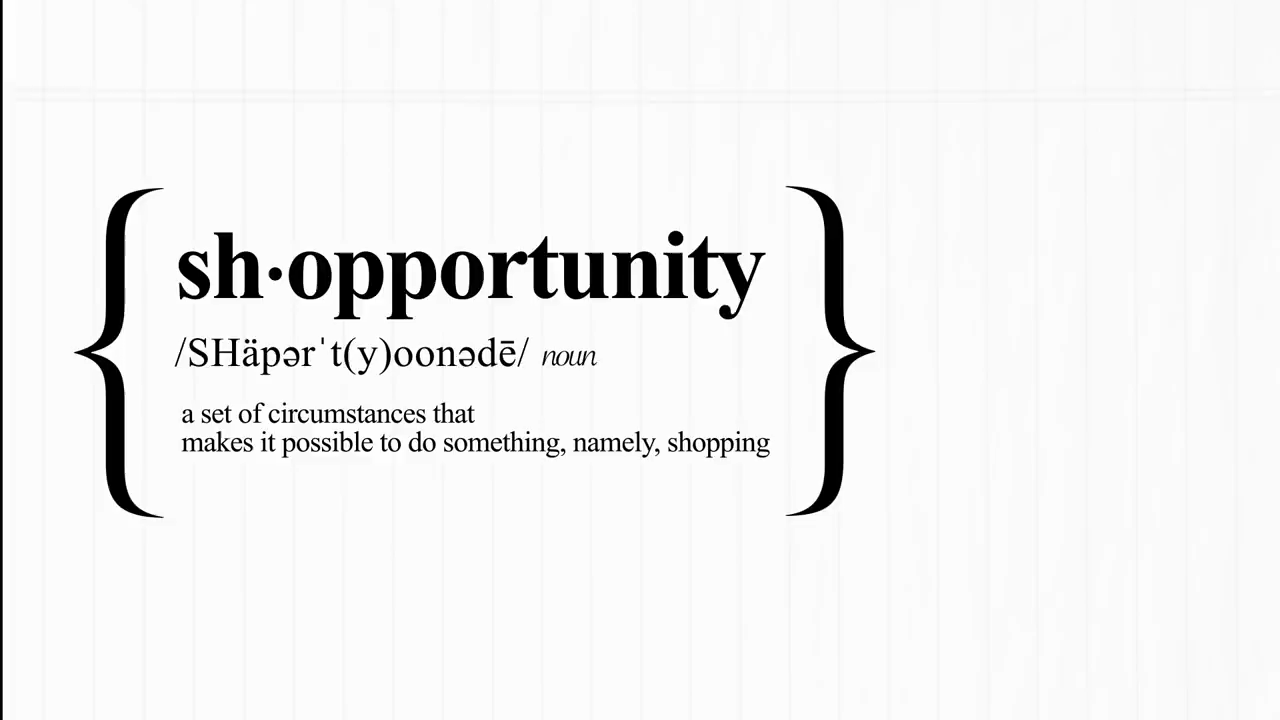 sh·opportunity
/SHäpərˈt(y)oonədē/ noun
a set of circumstances that
makes it possible to do something, namely, shopping